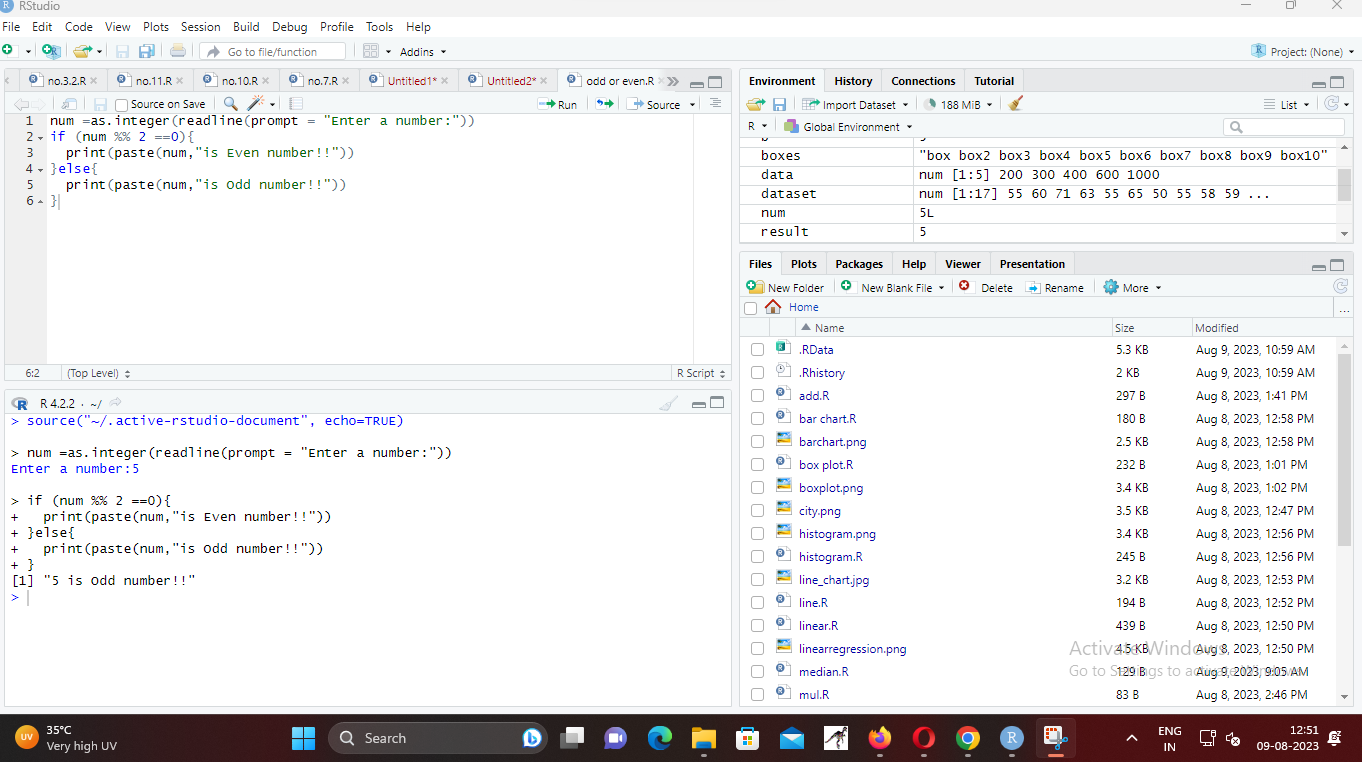 RStudio
File Edit Code View Plots Session Build Debug Profile Tools Help
Go to file/function Addins Project: (None)
no.3.2.R no.11.R no.10.R no.7.R Untitled1* Untitled2* odd or even.R
Source on Save Run Source
1 num =as.integer(readline(prompt = "Enter a number:"))
2 if (num %% 2 ==0){
3 print(paste(num,"is Even number!!"))
4 }else{
5 print(paste(num,"is Odd number!!"))
6 }
6:2 (Top Level) R Script
R 4.2.2 · ~/
> source("~/.active-rstudio-document", echo=TRUE)
> num =as.integer(readline(prompt = "Enter a number:"))
Enter a number:5
> if (num %% 2 ==0){
+ print(paste(num,"is Even number!!"))
+ }else{
+ print(paste(num,"is Odd number!!"))
+ }
[1] "5 is Odd number!!"
>
Environment History Connections Tutorial
Import Dataset 188 MiB List
R Global Environment
boxes "box box2 box3 box4 box5 box6 box7 box8 box9 box10"
data num [1:5] 200 300 400 600 1000
dataset num [1:17] 55 60 71 63 55 65 50 55 58 59 ...
num 5L
result 5
Files Plots Packages Help Viewer Presentation
New Folder New Blank File Delete Rename More
Home ...
Name Size Modified
.RData 5.3 KB Aug 9, 2023, 10:59 AM
.Rhistory 2 KB Aug 9, 2023, 10:59 AM
add.R 297 B Aug 8, 2023, 1:41 PM
bar chart.R 180 B Aug 8, 2023, 12:58 PM
barchart.png 2.5 KB Aug 8, 2023, 12:58 PM
box plot.R 232 B Aug 8, 2023, 1:01 PM
boxplot.png 3.4 KB Aug 8, 2023, 1:02 PM
city.png 3.5 KB Aug 8, 2023, 12:47 PM
histogram.png 3.4 KB Aug 8, 2023, 12:56 PM
histogram.R 245 B Aug 8, 2023, 12:56 PM
line_chart.jpg 3.2 KB Aug 8, 2023, 12:53 PM
line.R 194 B Aug 8, 2023, 12:52 PM
linear.R 439 B Aug 8, 2023, 12:50 PM
linearregression.png 4.5 KB Aug 8, 2023, 12:50 PM
median.R 129 B Aug 9, 2023, 9:05 AM
mul.R 83 B Aug 8, 2023, 2:46 PM
Activate Windows
Go to Settings to activate Windows.
UV 35°C
Very high UV
Search
ENG
IN
12:51
09-08-2023